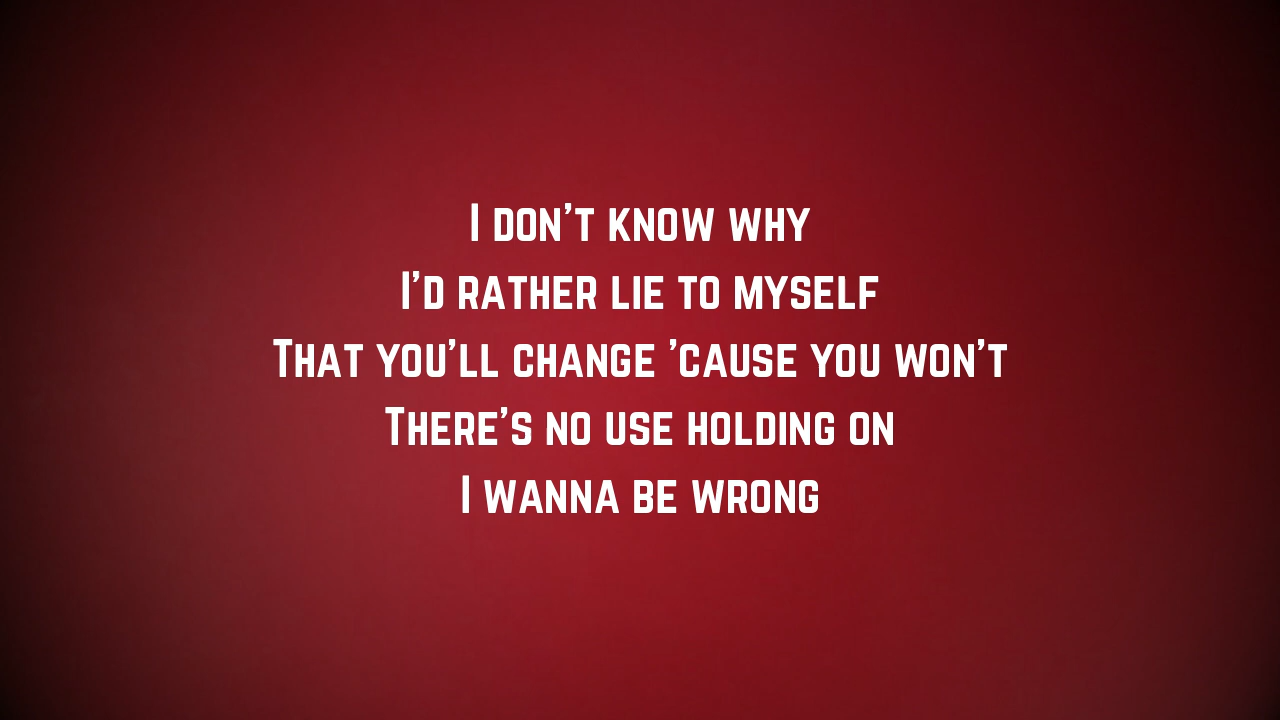 I don't know why
I'd rather lie to myself
That you'll change 'cause you won't
There's no use holding on
I wanna be wrong